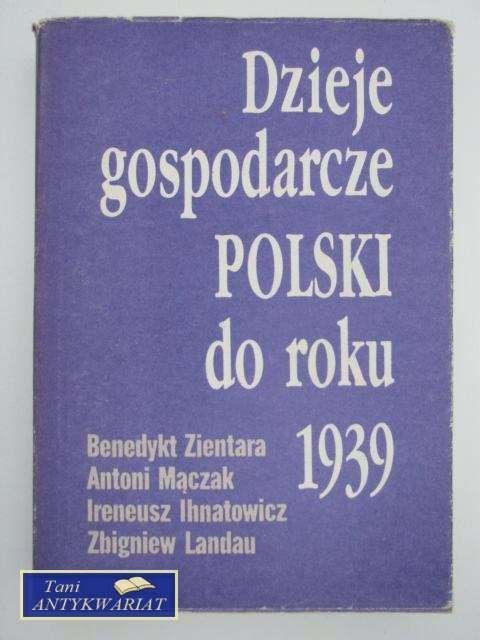 Dzieje
gospodarcze
POLSKI
do roku
1939
Benedykt Zientara
Antoni Mączak
Ireneusz Ihnatowicz
Zbigniew Landau
Tani
ANTYKWARIAT